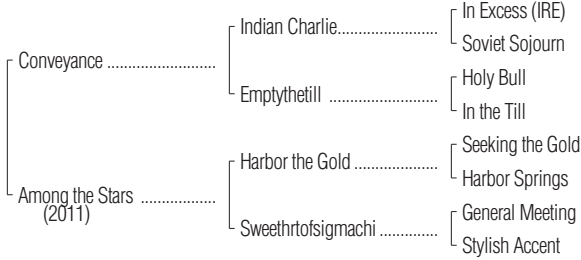 In Excess (IRE)
Indian Charlie........................
Soviet Sojourn
Conveyance ..........................
Holy Bull
Emptythetill ..........................
In the Till
Seeking the Gold
Harbor the Gold ....................
Harbor Springs
Among the Stars ..................
(2011)
General Meeting
Sweethrtofsigmachi ..............
Stylish Accent